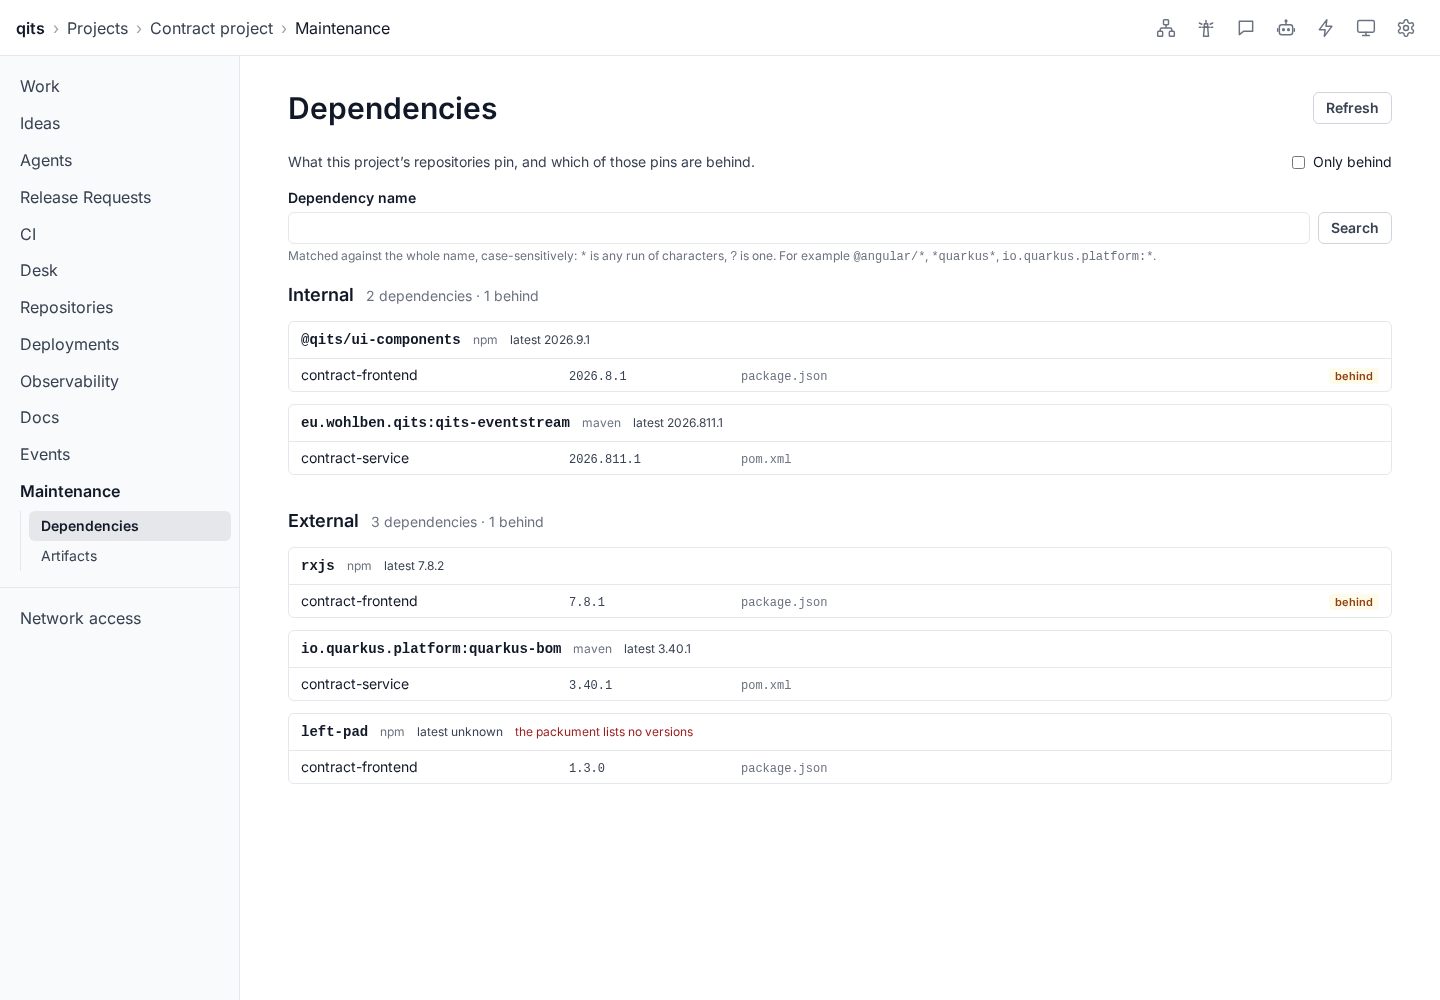 qits › Projects › Contract project › Maintenance
Work
Ideas
Agents
Release Requests
CI
Desk
Repositories
Deployments
Observability
Docs
Events
Maintenance
Dependencies
Artifacts
Network access
Dependencies
Refresh
What this project’s repositories pin, and which of those pins are behind.
Only behind
Dependency name
Search
Matched against the whole name, case-sensitively: * is any run of characters, ? is one. For example @angular/*, *quarkus*, io.quarkus.platform:*.
Internal 2 dependencies · 1 behind
@qits/ui-components npm latest 2026.9.1
contract-frontend 2026.8.1 package.json behind
eu.wohlben.qits:qits-eventstream maven latest 2026.811.1
contract-service 2026.811.1 pom.xml
External 3 dependencies · 1 behind
rxjs npm latest 7.8.2
contract-frontend 7.8.1 package.json behind
io.quarkus.platform:quarkus-bom maven latest 3.40.1
contract-service 3.40.1 pom.xml
left-pad npm latest unknown the packument lists no versions
contract-frontend 1.3.0 package.json